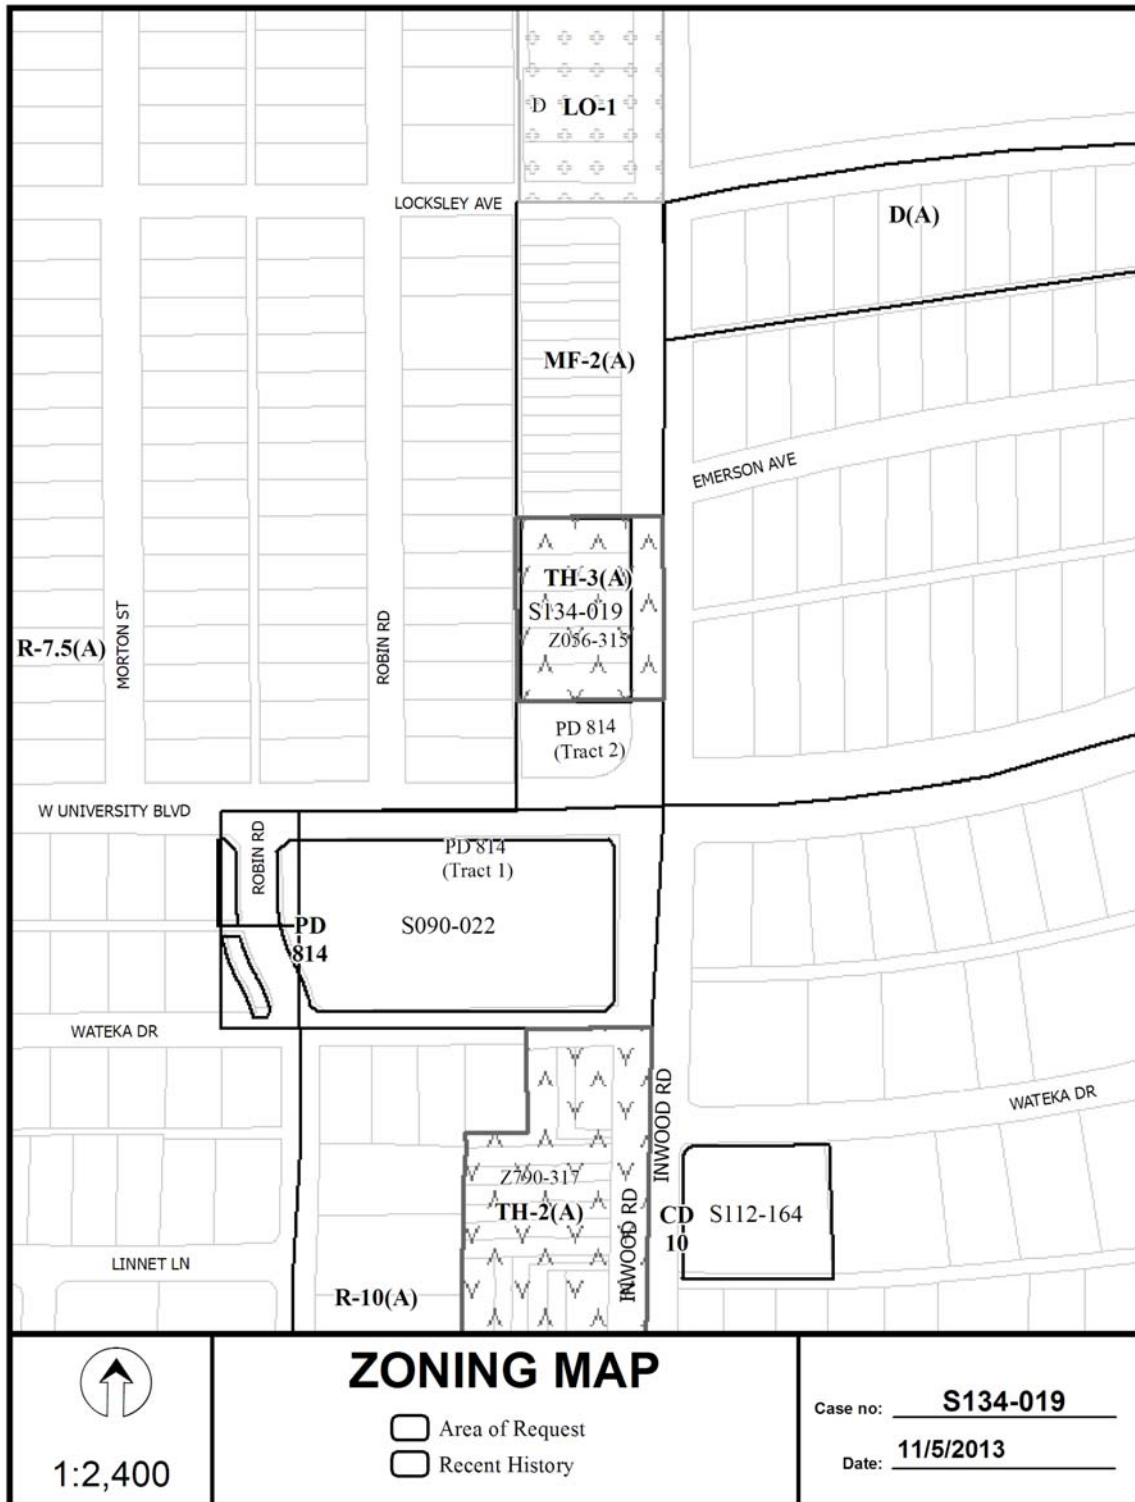 D LO-1
LOCKSLEY AVE
D(A)
MF-2(A)
EMERSON AVE
TH-3(A)
S134-019
Z056-315
MORTON ST
ROBIN RD
R-7.5(A)
PD 814
(Tract 2)
W UNIVERSITY BLVD
ROBIN RD
PD 814
(Tract 1)
S090-022
PD
814
WATEKA DR
INWOOD RD
WATEKA DR
Z790-317
TH-2(A)
INWOOD RD
CD
10
S112-164
LINNET LN
R-10(A)
1:2,400
ZONING MAP
Area of Request
Recent History
Case no: S134-019
Date: 11/5/2013